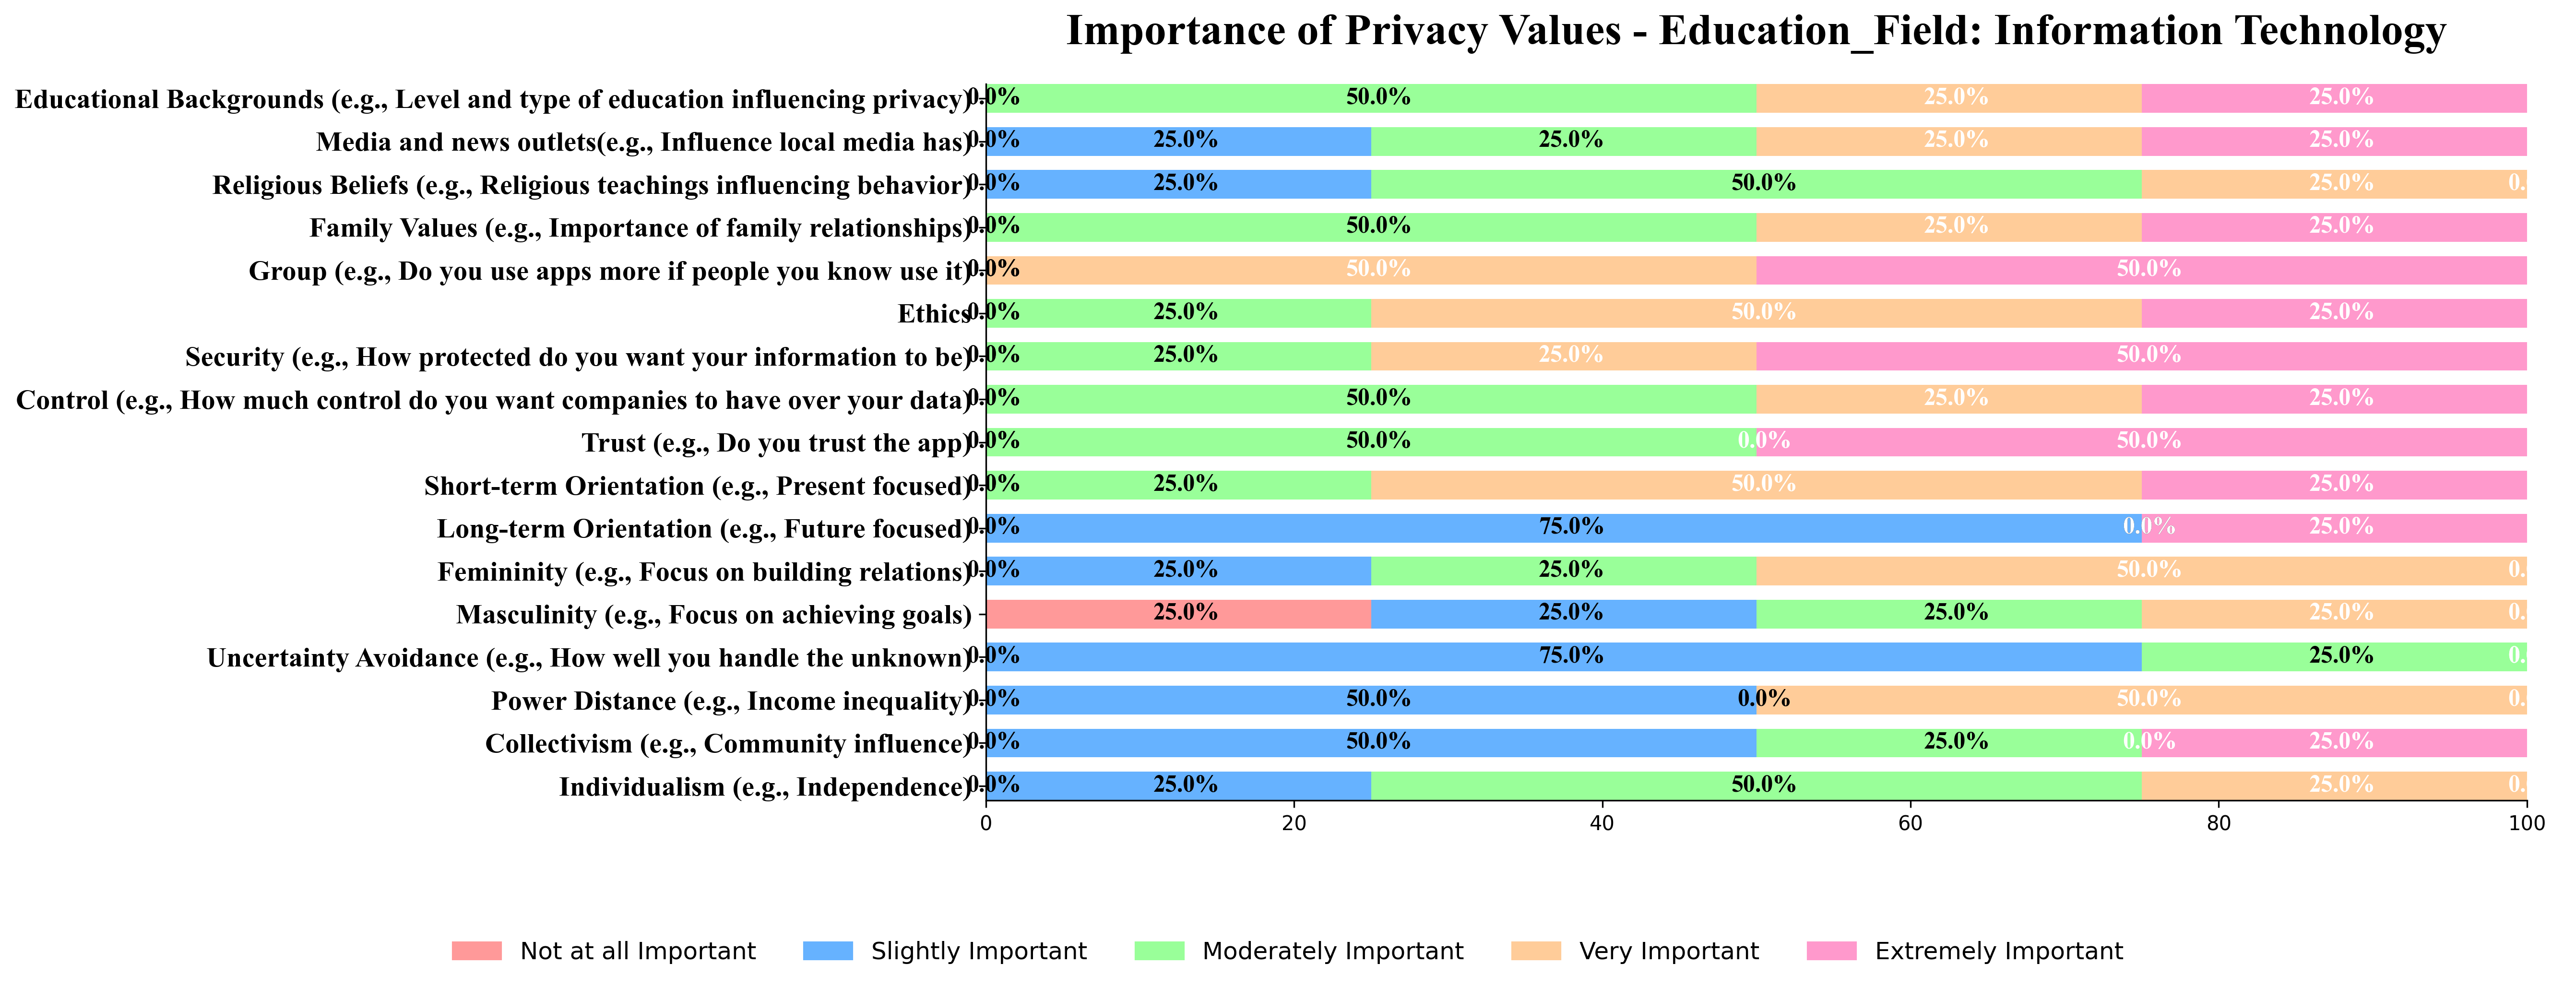 Importance of Privacy Values - Education_Field: Information Technology
Educational Backgrounds (e.g., Level and type of education influencing privacy) 0.0% 50.0% 25.0% 25.0%
Media and news outlets(e.g., Influence local media has) 0.0% 25.0% 25.0% 25.0% 25.0%
Religious Beliefs (e.g., Religious teachings influencing behavior) 0.0% 25.0% 50.0% 25.0% 0.
Family Values (e.g., Importance of family relationships) 0.0% 50.0% 25.0% 25.0%
Group (e.g., Do you use apps more if people you know use it) 0.0% 50.0% 50.0%
Ethics 0.0% 25.0% 50.0% 25.0%
Security (e.g., How protected do you want your information to be) 0.0% 25.0% 25.0% 50.0%
Control (e.g., How much control do you want companies to have over your data) 0.0% 50.0% 25.0% 25.0%
Trust (e.g., Do you trust the app) 0.0% 50.0% 0.0% 50.0%
Short-term Orientation (e.g., Present focused) 0.0% 25.0% 50.0% 25.0%
Long-term Orientation (e.g., Future focused) 0.0% 75.0% 0.0% 25.0%
Femininity (e.g., Focus on building relations) 0.0% 25.0% 25.0% 50.0% 0.
Masculinity (e.g., Focus on achieving goals) 25.0% 25.0% 25.0% 25.0% 0.
Uncertainty Avoidance (e.g., How well you handle the unknown) 0.0% 75.0% 25.0% 0.
Power Distance (e.g., Income inequality) 0.0% 50.0% 0.0% 50.0% 0.
Collectivism (e.g., Community influence) 0.0% 50.0% 25.0% 0.0% 25.0%
Individualism (e.g., Independence) 0.0% 25.0% 50.0% 25.0% 0.
0 20 40 60 80 100
Not at all Important Slightly Important Moderately Important Very Important Extremely Important